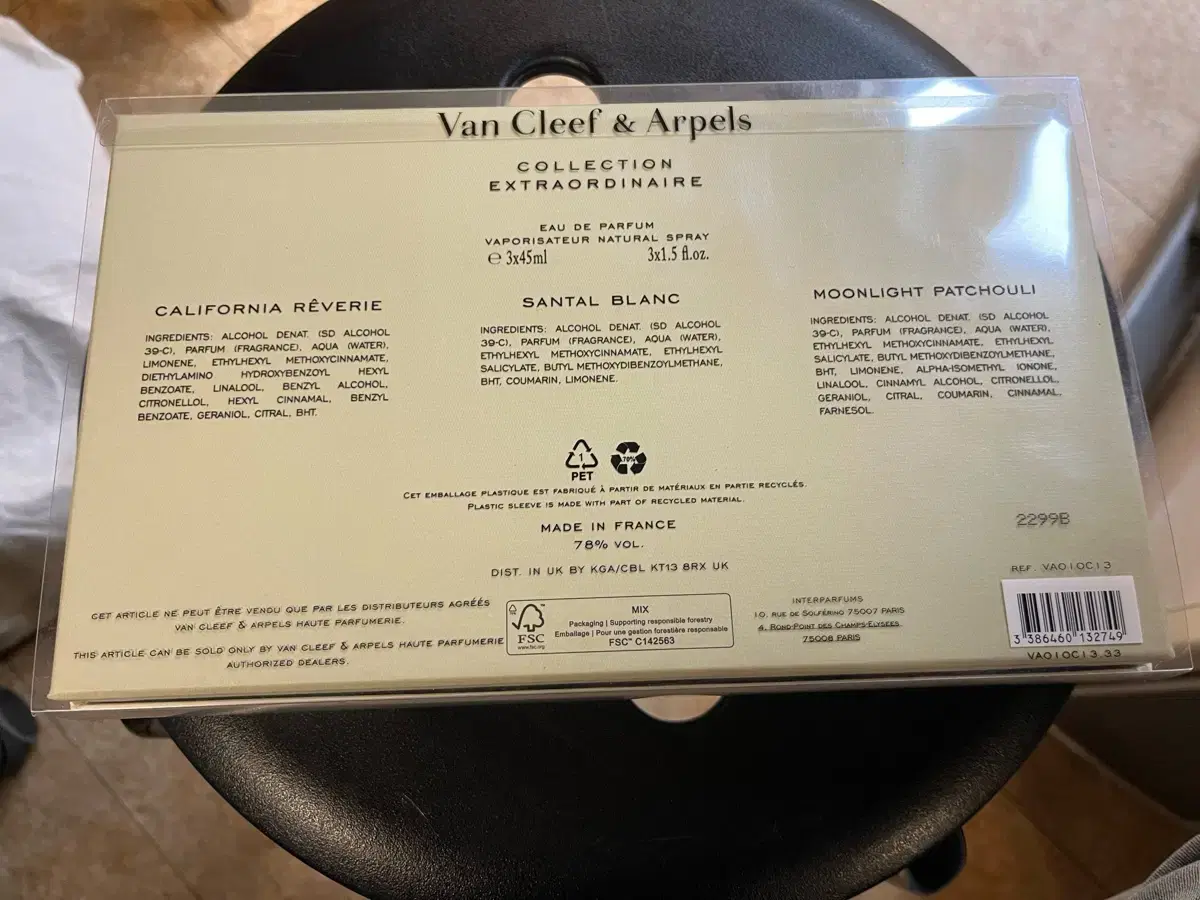 Van Cleef & Arpels
COLLECTION
EXTRAORDINAIRE
EAU DE PARFUM
VAPORISATEUR NATURAL SPRAY
℮ 3x45ml 3x1.5 fl.oz.
CALIFORNIA RÊVERIE
INGREDIENTS: ALCOHOL DENAT. (SD ALCOHOL
39-C), PARFUM (FRAGRANCE), AQUA (WATER),
LIMONENE, ETHYLHEXYL METHOXYCINNAMATE,
DIETHYLAMINO HYDROXYBENZOYL HEXYL
BENZOATE, LINALOOL, BENZYL ALCOHOL,
CITRONELLOL, HEXYL CINNAMAL, BENZYL
BENZOATE, GERANIOL, CITRAL, BHT.
SANTAL BLANC
INGREDIENTS: ALCOHOL DENAT. (SD ALCOHOL
39-C), PARFUM (FRAGRANCE), AQUA (WATER),
ETHYLHEXYL METHOXYCINNAMATE, ETHYLHEXYL
SALICYLATE, BUTYL METHOXYDIBENZOYLMETHANE,
BHT, COUMARIN, LIMONENE.
MOONLIGHT PATCHOULI
INGREDIENTS: ALCOHOL DENAT. (SD ALCOHOL
39-C), PARFUM (FRAGRANCE), AQUA (WATER),
ETHYLHEXYL METHOXYCINNAMATE, ETHYLHEXYL
SALICYLATE, BUTYL METHOXYDIBENZOYLMETHANE,
BHT, LIMONENE, ALPHA-ISOMETHYL IONONE,
LINALOOL, CINNAMYL ALCOHOL, CITRONELLOL,
GERANIOL, CITRAL, COUMARIN, CINNAMAL,
FARNESOL.
1
PET
70%
CET EMBALLAGE PLASTIQUE EST FABRIQUÉ À PARTIR DE MATÉRIAUX EN PARTIE RECYCLÉS.
PLASTIC SLEEVE IS MADE WITH PART OF RECYCLED MATERIAL.
MADE IN FRANCE
78% VOL.
DIST. IN UK BY KGA/CBL KT13 8RX UK
2299B
CET ARTICLE NE PEUT ÊTRE VENDU QUE PAR LES DISTRIBUTEURS AGRÉÉS
VAN CLEEF & ARPELS HAUTE PARFUMERIE.
THIS ARTICLE CAN BE SOLD ONLY BY VAN CLEEF & ARPELS HAUTE PARFUMERIE
AUTHORIZED DEALERS.
FSC
www.fsc.org
MIX
Packaging | Supporting responsible forestry
Emballage | Pour une gestion forestière responsable
FSC™ C142563
INTERPARFUMS
10, RUE DE SOLFÉRINO 75007 PARIS
4, ROND-POINT DES CHAMPS-ELYSEES
75008 PARIS
REF. VA010C13
3 386460 132749
VA010C13.33